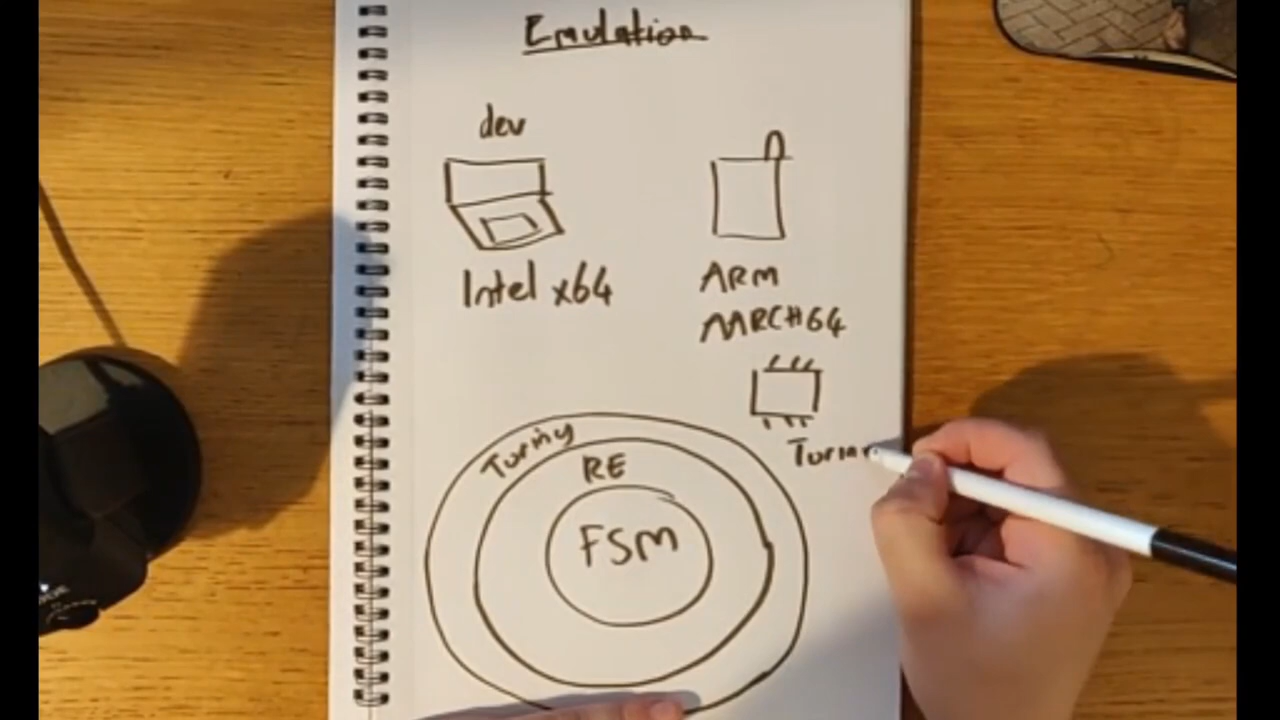 Emulation
dev
Intel x64
ARM
AARCH64
Turing
RE
FSM
Turin